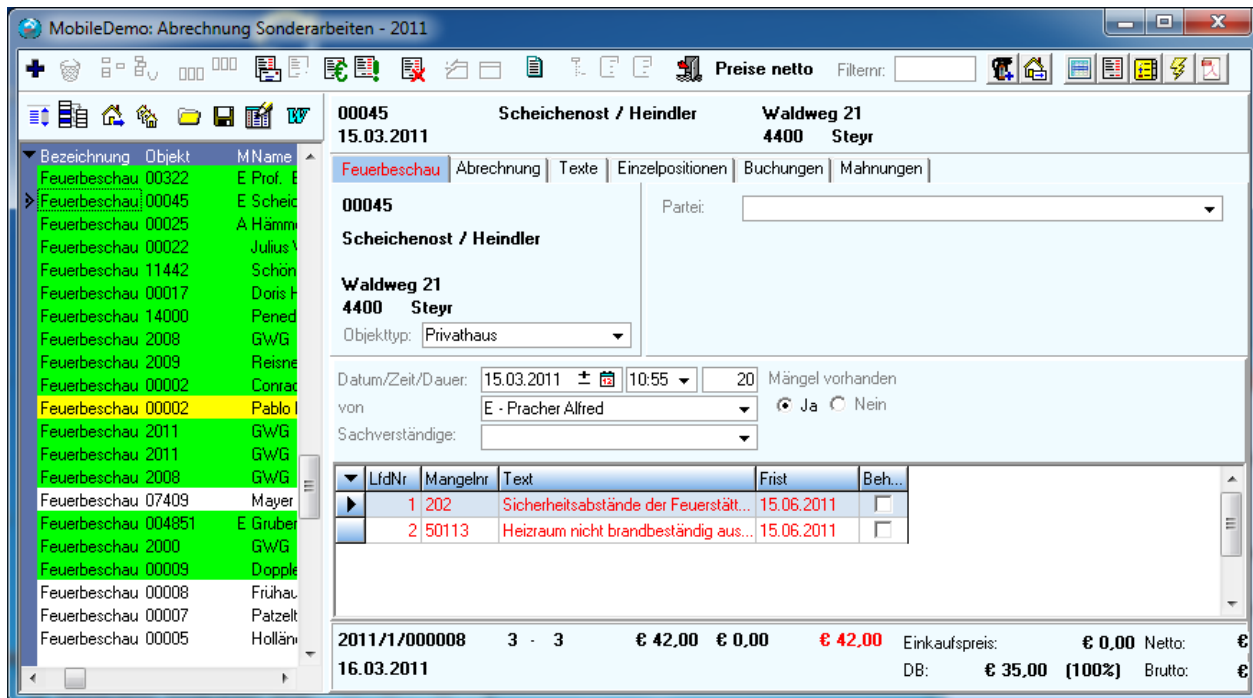 MobileDemo: Abrechnung Sonderarbeiten - 2011
Preise netto Filternr:
Bezeichnung Objekt M Name
Feuerbeschau 00322 E Prof.
Feuerbeschau 00045 E Scheic
Feuerbeschau 00025 A Hämm
Feuerbeschau 00022 Julius
Feuerbeschau 11442 Schön
Feuerbeschau 00017 Doris
Feuerbeschau 14000 Pened
Feuerbeschau 2008 GWG
Feuerbeschau 2009 Reisne
Feuerbeschau 00002 Conrad
Feuerbeschau 00002 Pablo
Feuerbeschau 2011 GWG
Feuerbeschau 2011 GWG
Feuerbeschau 2008 GWG
Feuerbeschau 07409 Mayer
Feuerbeschau 004851 E Gruber
Feuerbeschau 2000 GWG
Feuerbeschau 00009 Dopple
Feuerbeschau 00008 Frühau
Feuerbeschau 00007 Patzelt
Feuerbeschau 00005 Hollän
00045 Scheichenost / Heindler Waldweg 21
15.03.2011 4400 Steyr
Feuerbeschau Abrechnung Texte Einzelpositionen Buchungen Mahnungen
00045
Scheichenost / Heindler
Waldweg 21
4400 Steyr
Objekttyp: Privathaus
Partei:
Datum/Zeit/Dauer: 15.03.2011 10:55 20 Mängel vorhanden
von E - Pracher Alfred Ja Nein
Sachverständige:
LfdNr Mangelnr Text Frist Beh...
1 202 Sicherheitsabstände der Feuerstätt... 15.06.2011
2 50113 Heizraum nicht brandbeständig aus... 15.06.2011
2011/1/000008 3 - 3 € 42,00 € 0,00 € 42,00 Einkaufspreis: € 0,00 Netto: €
16.03.2011 DB: € 35,00 (100%) Brutto: €